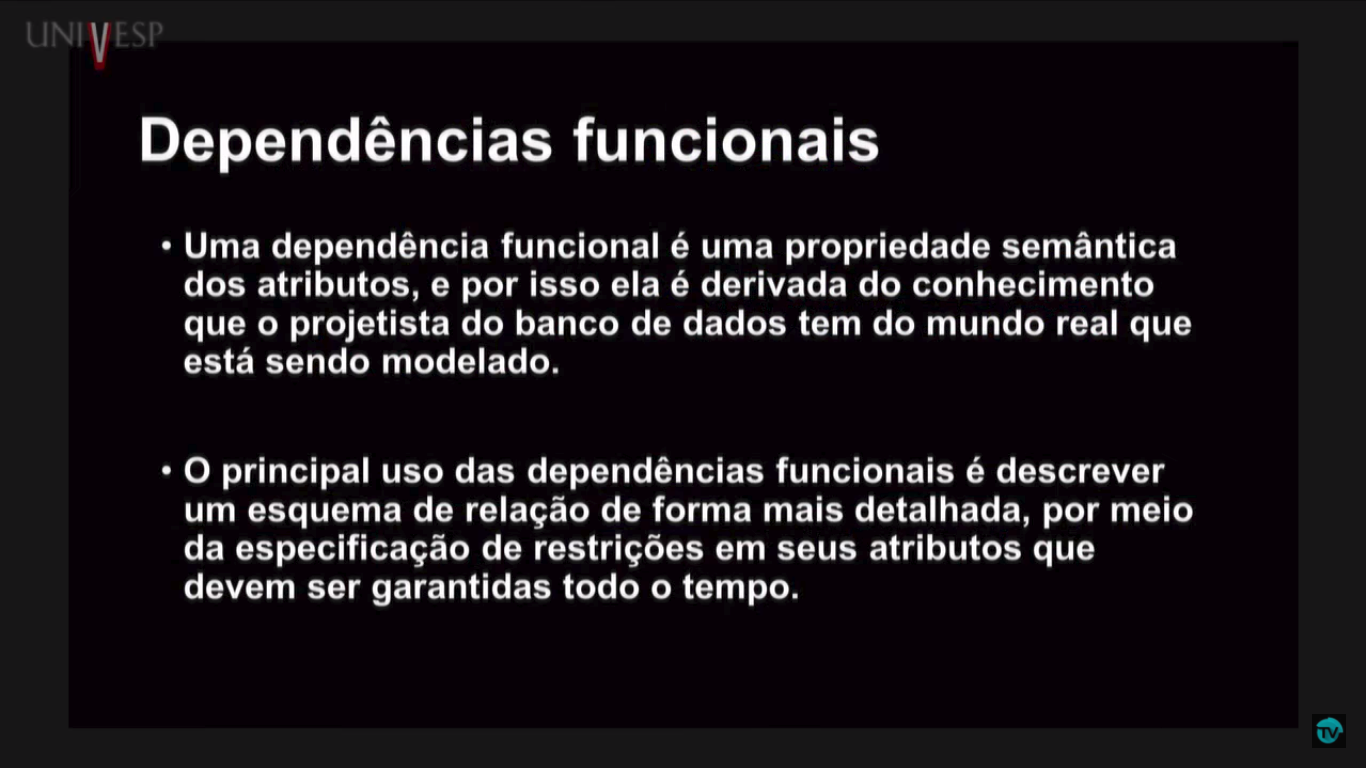 UNIVESP
Dependências funcionais
• Uma dependência funcional é uma propriedade semântica
dos atributos, e por isso ela é derivada do conhecimento
que o projetista do banco de dados tem do mundo real que
está sendo modelado.
• O principal uso das dependências funcionais é descrever
um esquema de relação de forma mais detalhada, por meio
da especificação de restrições em seus atributos que
devem ser garantidas todo o tempo.
TV